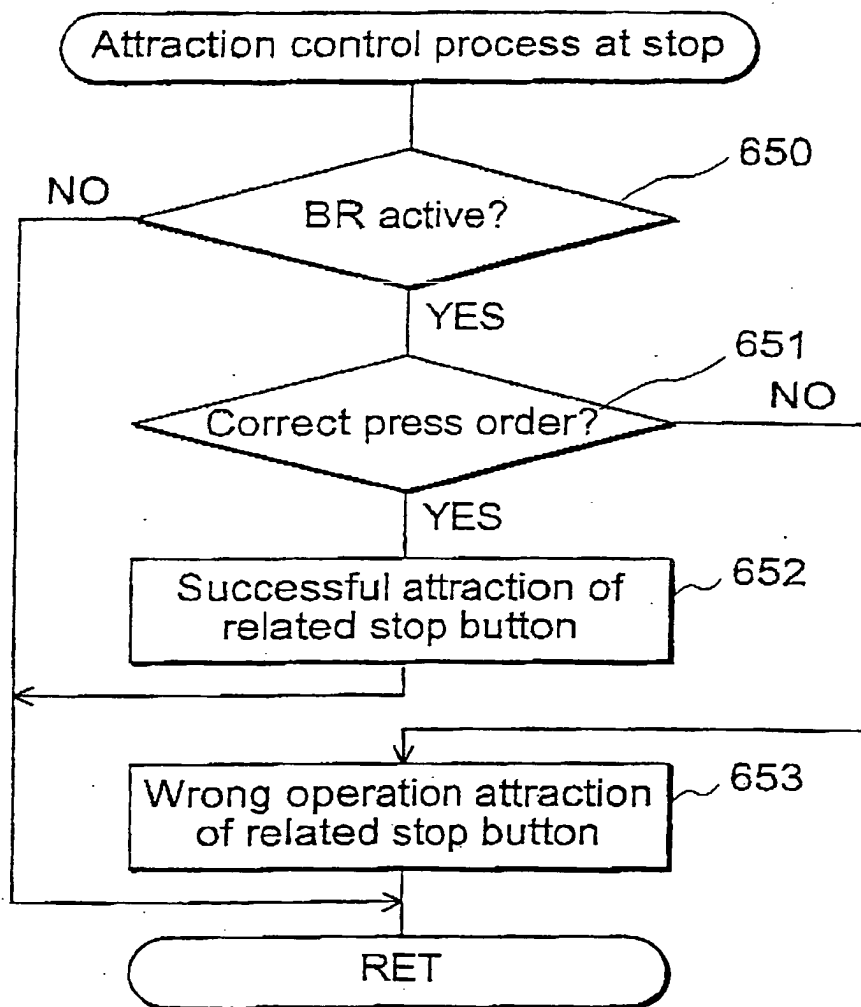 Attraction control process at stop
650
NO
BR active?
YES
651
NO
Correct press order?
YES
652
Successful attraction of
related stop button
653
Wrong operation attraction
of related stop button
RET